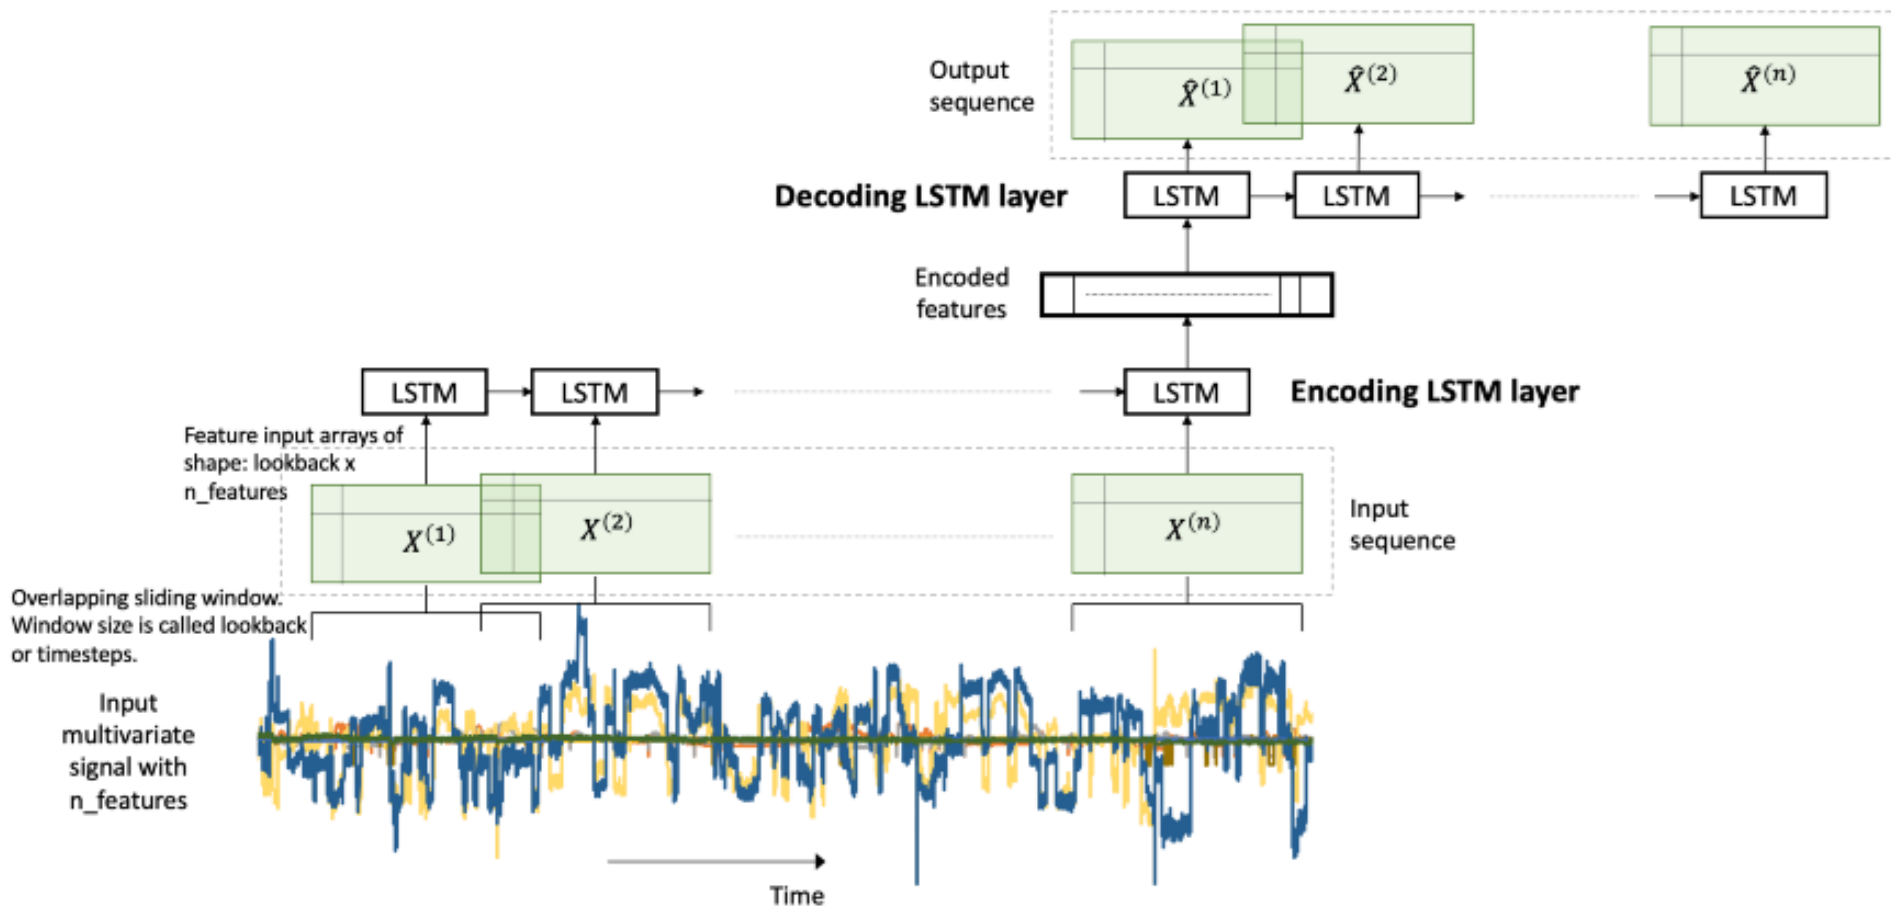 Output
sequence
X̂⁽¹⁾
X̂⁽²⁾
X̂⁽ⁿ⁾
Decoding LSTM layer
LSTM
LSTM
LSTM
Encoded
features
LSTM
LSTM
LSTM
Encoding LSTM layer
Feature input arrays of
shape: lookback x
n_features
X⁽¹⁾
X⁽²⁾
X⁽ⁿ⁾
Input
sequence
Overlapping sliding window.
Window size is called lookback
or timesteps.
Input
multivariate
signal with
n_features
Time